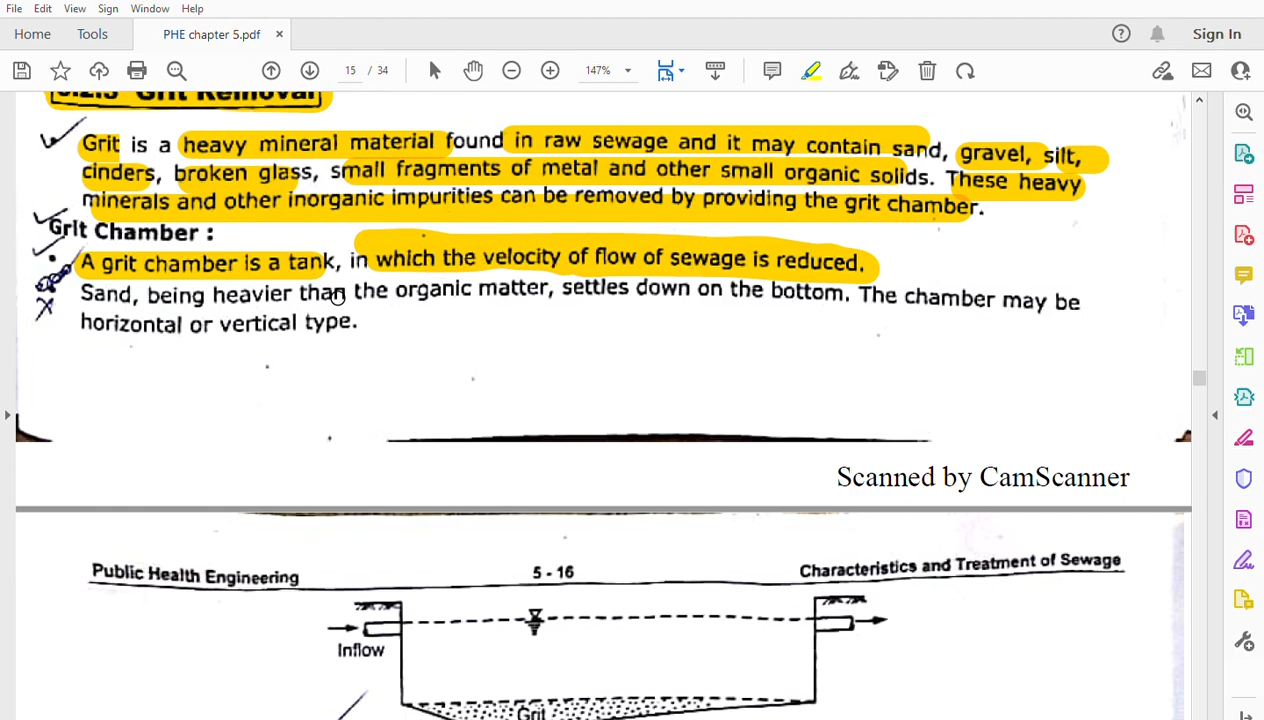 File Edit View Sign Window Help
Home Tools PHE chapter 5.pdf × Sign In
15 / 34 147%
5.2.3 Grit Removal
Grit is a heavy mineral material found in raw sewage and it may contain sand, gravel, silt,
cinders, broken glass, small fragments of metal and other small organic solids. These heavy
minerals and other inorganic impurities can be removed by providing the grit chamber.
Grit Chamber :
A grit chamber is a tank, in which the velocity of flow of sewage is reduced.
Sand, being heavier than the organic matter, settles down on the bottom. The chamber may be
horizontal or vertical type.
Scanned by CamScanner
Public Health Engineering 5 - 16 Characteristics and Treatment of Sewage
Inflow
Grit